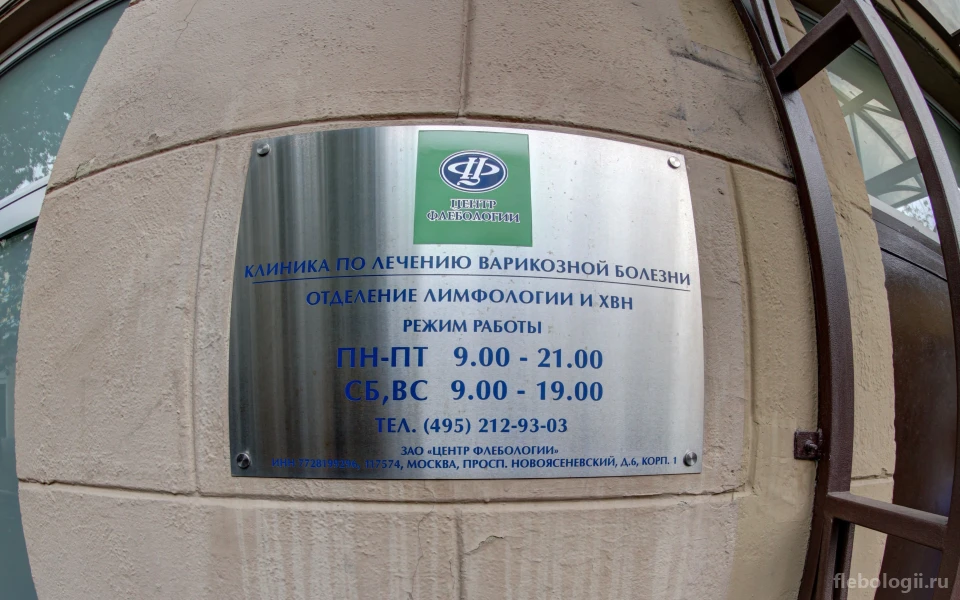 ЦЕНТР
ФЛЕБОЛОГИИ
КЛИНИКА ПО ЛЕЧЕНИЮ ВАРИКОЗНОЙ БОЛЕЗНИ
ОТДЕЛЕНИЕ ЛИМФОЛОГИИ И ХВН
РЕЖИМ РАБОТЫ
ПН-ПТ 9.00 - 21.00
СБ,ВС 9.00 - 19.00
ТЕЛ. (495) 212-93-03
ЗАО «ЦЕНТР ФЛЕБОЛОГИИ»
ИНН 117574, МОСКВА, ПРОСП. НОВОЯСЕНЕВСКИЙ, Д.6, КОРП. 1
flebologii.ru